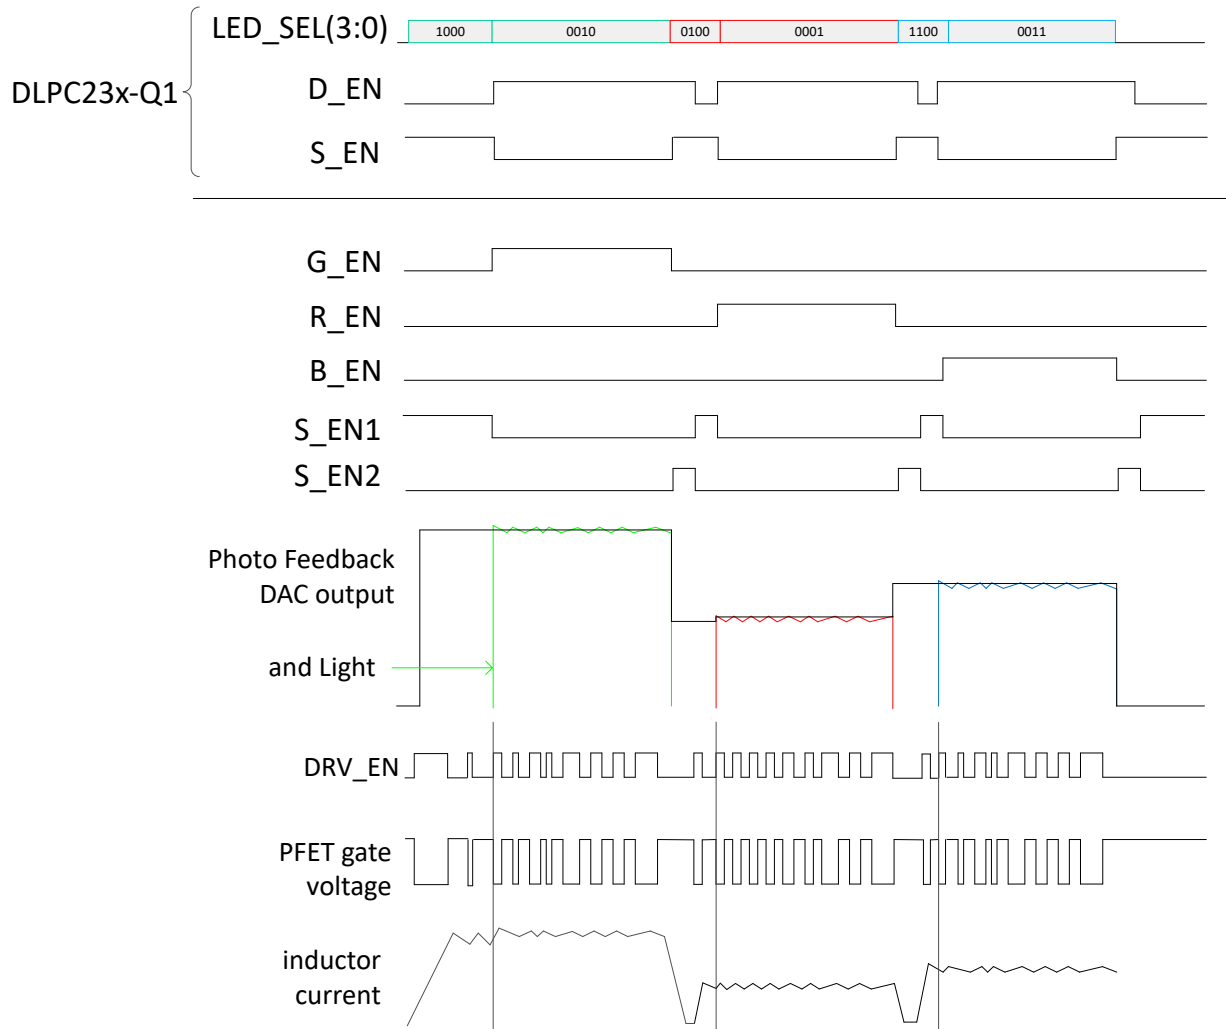 LED_SEL(3:0)
1000 0010 0100 0001 1100 0011
DLPC23x-Q1
D_EN
S_EN
G_EN
R_EN
B_EN
S_EN1
S_EN2
Photo Feedback
DAC output
and Light
DRV_EN
PFET gate
voltage
inductor
current